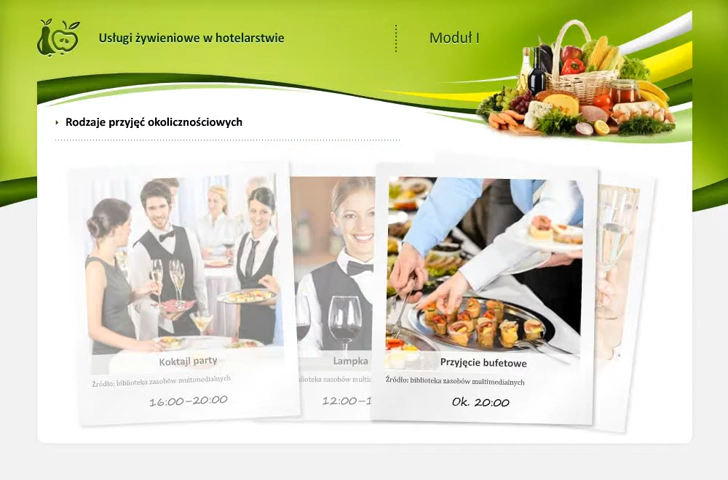 Usługi żywieniowe w hotelarstwie
Moduł I
Rodzaje przyjęć okolicznościowych
Koktajl party
Źródło: biblioteka zasobów multimedialnych
16:00–20:00
Lampka
12:00–1
Przyjęcie bufetowe
Źródło: biblioteka zasobów multimedialnych
Ok. 20:00